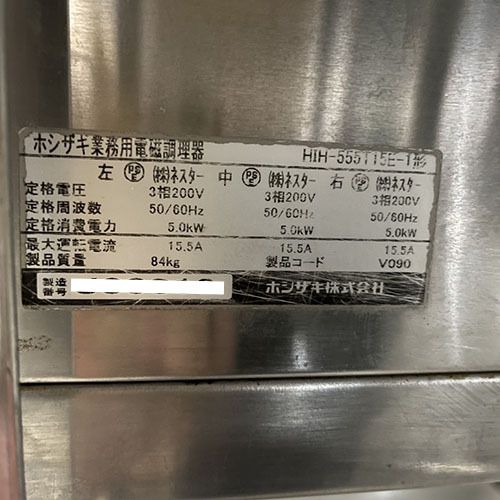 ホシザキ業務用電磁調理器 HIH-555T15E-1形
左 PSE (株)ネスター 中 PSE (株)ネスター 右 PSE (株)ネスター
定格電圧 3相200V 3相200V 3相200V
定格周波数 50/60Hz 50/60Hz 50/60Hz
定格消費電力 5.0kW 5.0kW 5.0kW
最大運転電流 15.5A 15.5A 15.5A
製品質量 84kg 製品コード V090
製造番号 ホシザキ株式会社